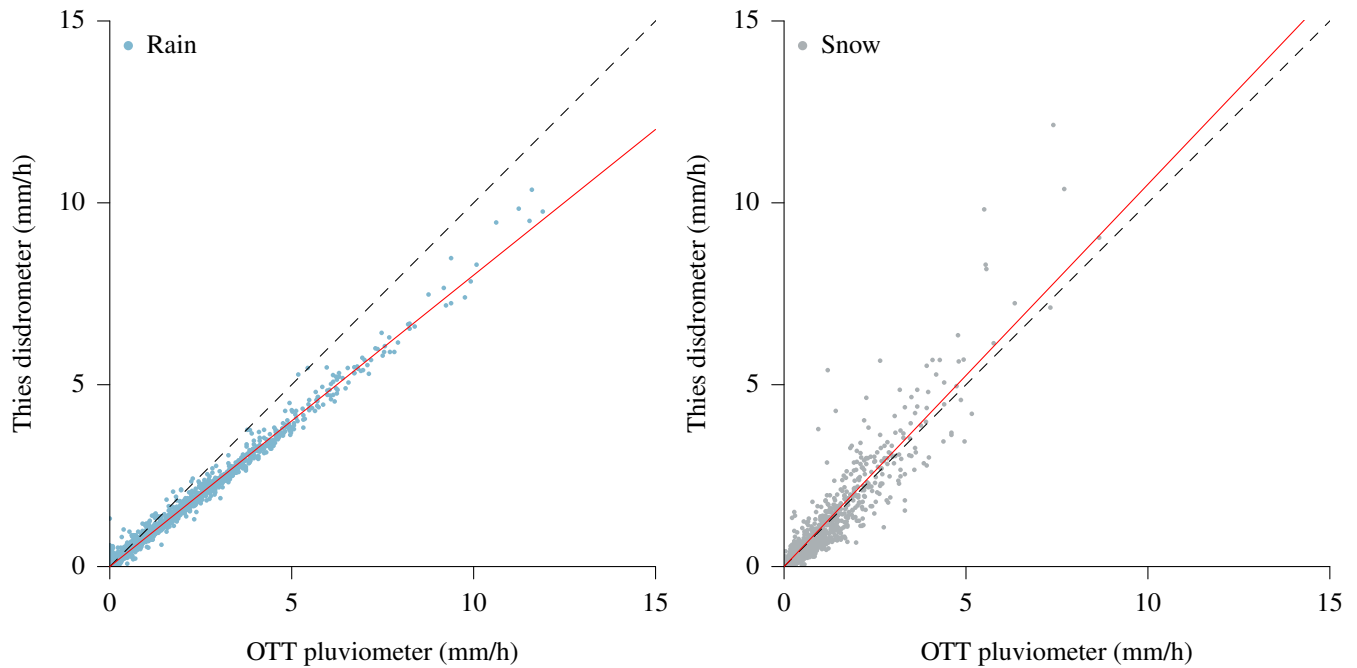 15
Rain
10
5
0
Thies disdrometer (mm/h)
0 5 10 15
OTT pluviometer (mm/h)
15
Snow
10
5
0
Thies disdrometer (mm/h)
0 5 10 15
OTT pluviometer (mm/h)